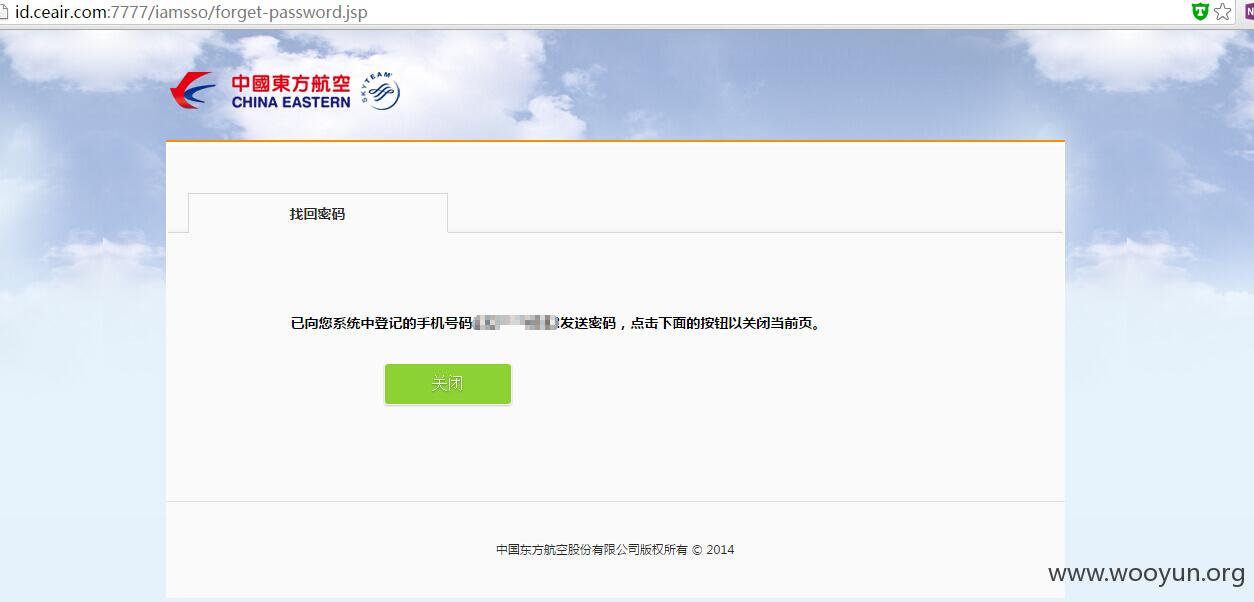 id.ceair.com:7777/iamsso/forget-password.jsp
中國東方航空
CHINA EASTERN
SKYTEAM
找回密码
已向您系统中登记的手机号码发送密码，点击下面的按钮以关闭当前页。
关闭
中国东方航空股份有限公司版权所有 © 2014
www.wooyun.org